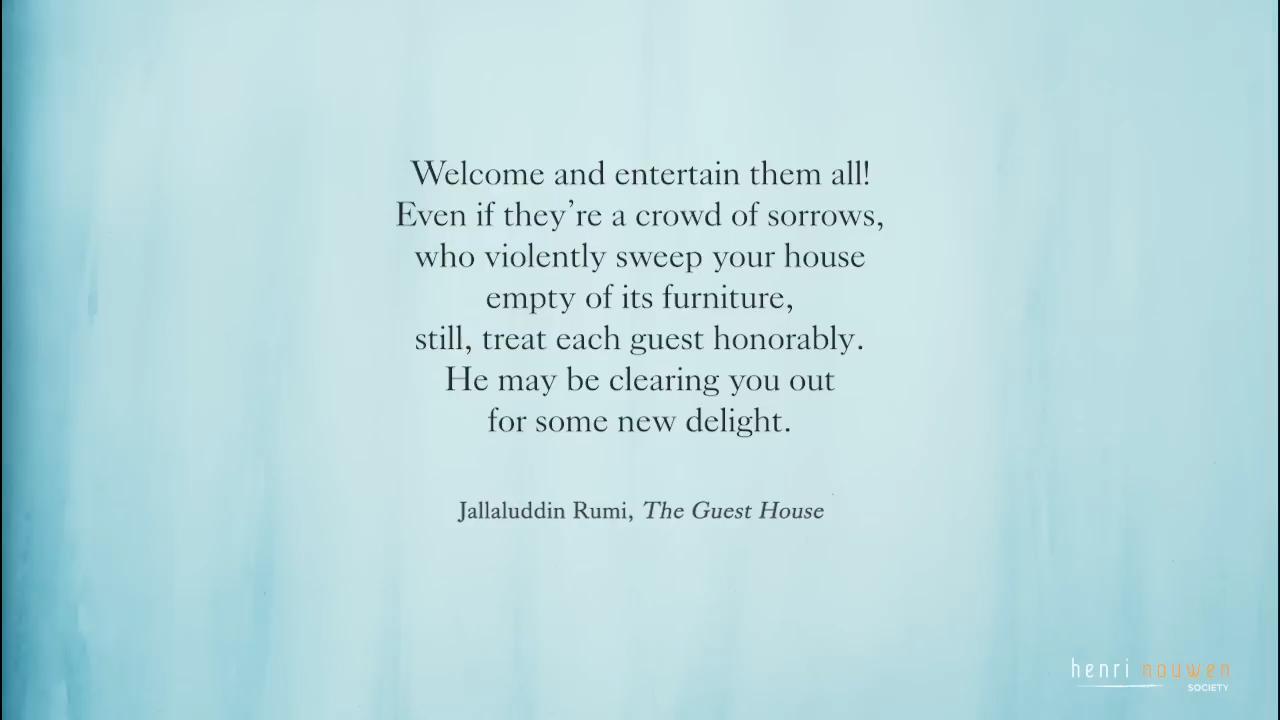 Welcome and entertain them all!
Even if they’re a crowd of sorrows,
who violently sweep your house
empty of its furniture,
still, treat each guest honorably.
He may be clearing you out
for some new delight.
Jallaluddin Rumi, The Guest House
henri nouwen
SOCIETY